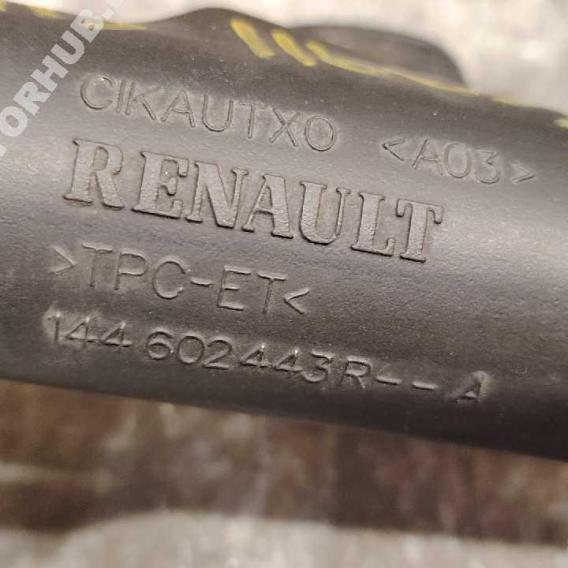 CIKAUTXO <A03>
RENAULT
>TPC-ET<
144602443R--A